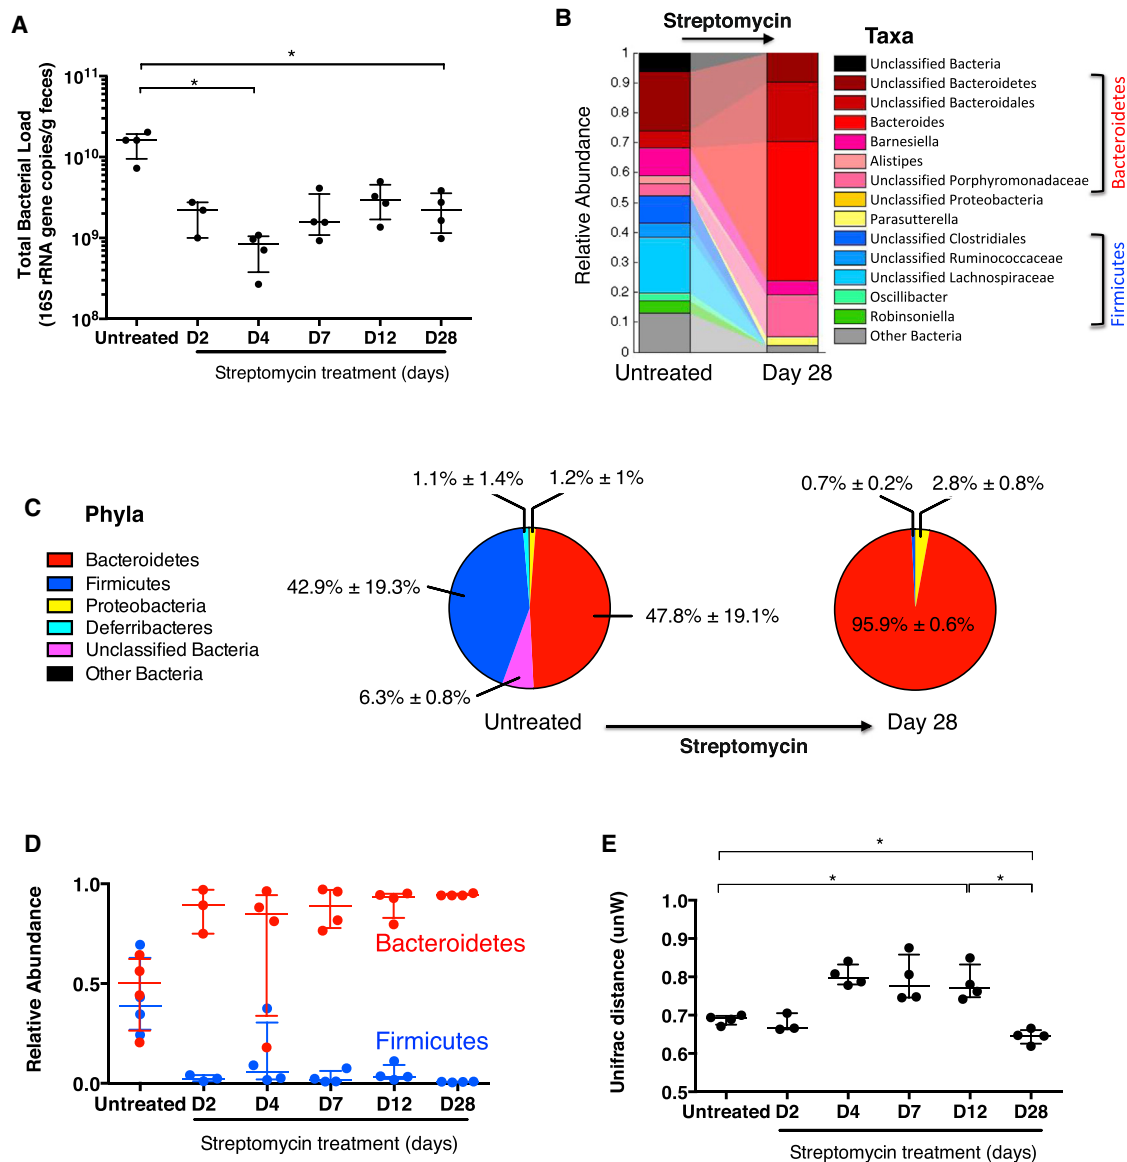 A
Total Bacterial Load
(16S rRNA gene copies/g feces)
10^11
10^10
10^9
10^8
*
*
Untreated D2 D4 D7 D12 D28
Streptomycin treatment (days)
B
Streptomycin
Relative Abundance
1
0.9
0.8
0.7
0.6
0.5
0.4
0.3
0.2
0.1
0
Untreated Day 28
Taxa
Unclassified Bacteria
Unclassified Bacteroidetes
Unclassified Bacteroidales
Bacteroides
Barnesiella
Alistipes
Unclassified Porphyromonadaceae
Unclassified Proteobacteria
Parasutterella
Unclassified Clostridiales
Unclassified Ruminococcaceae
Unclassified Lachnospiraceae
Oscillibacter
Robinsoniella
Other Bacteria
Bacteroidetes
Firmicutes
C
Phyla
Bacteroidetes
Firmicutes
Proteobacteria
Deferribacteres
Unclassified Bacteria
Other Bacteria
1.1% ± 1.4% 1.2% ± 1%
42.9% ± 19.3%
47.8% ± 19.1%
6.3% ± 0.8%
Untreated
Streptomycin
0.7% ± 0.2% 2.8% ± 0.8%
95.9% ± 0.6%
Day 28
D
Relative Abundance
1.0
0.5
0.0
Bacteroidetes
Firmicutes
Untreated D2 D4 D7 D12 D28
Streptomycin treatment (days)
E
Unifrac distance (unW)
1.0
0.9
0.8
0.7
0.6
0.5
*
*
*
Untreated D2 D4 D7 D12 D28
Streptomycin treatment (days)